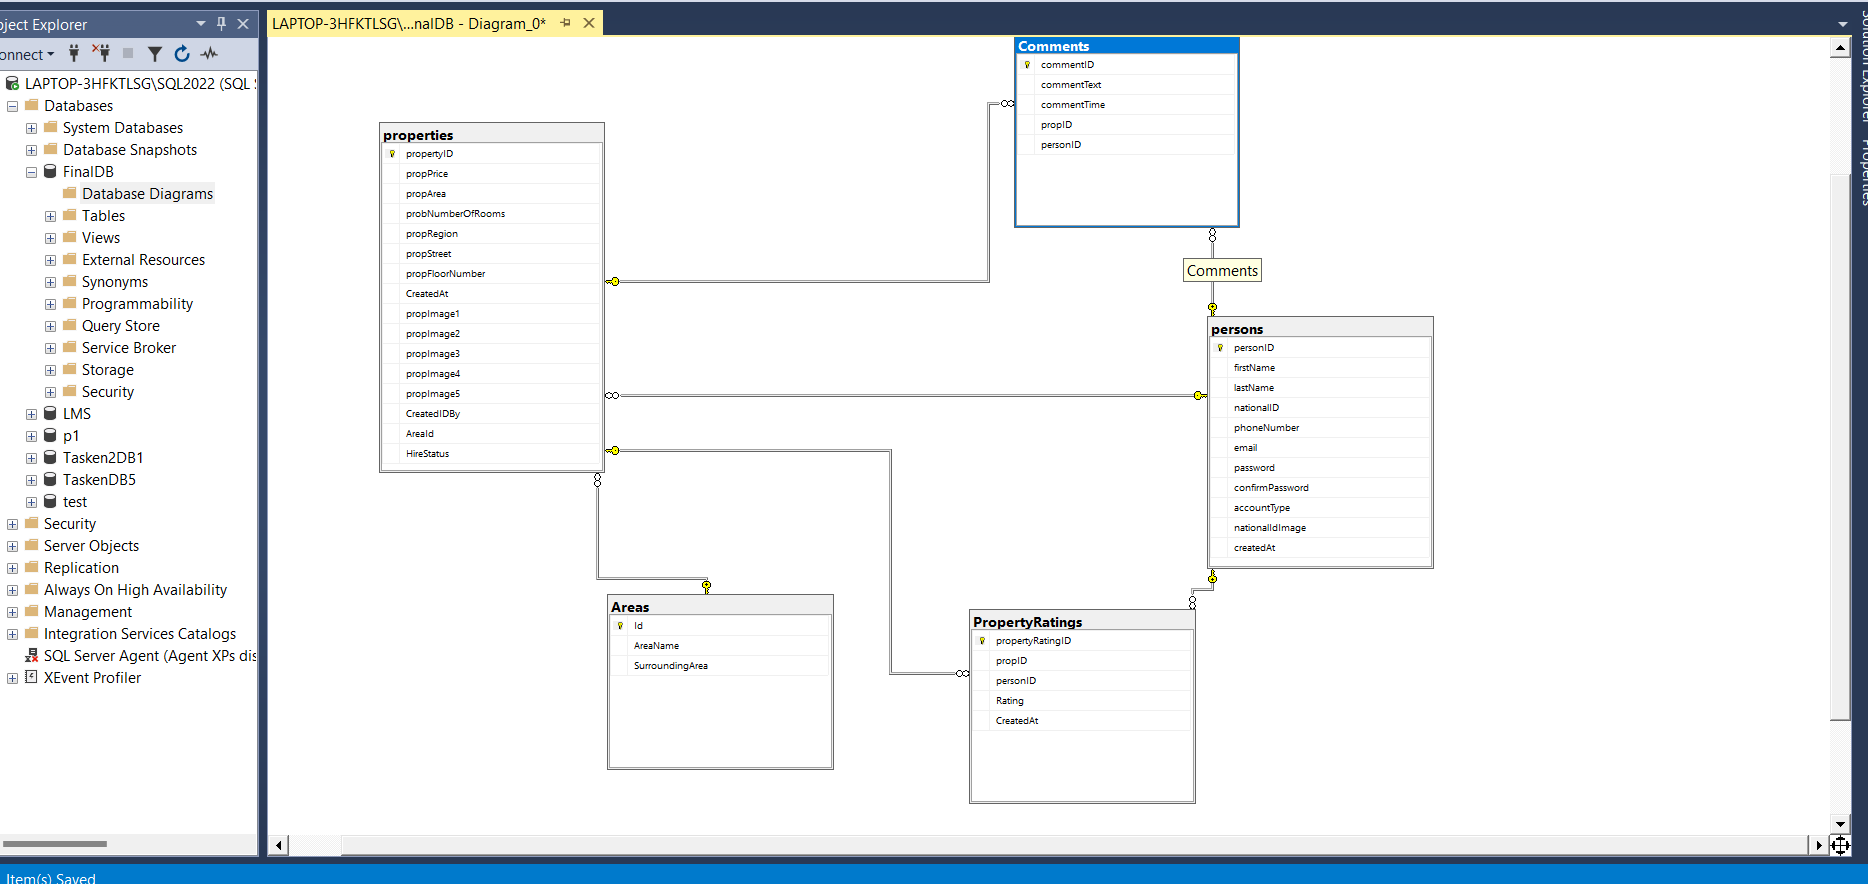 oject Explorer
onnect
LAPTOP-3HFKTLSG\SQL2022 (SQL S
Databases
System Databases
Database Snapshots
FinalDB
Database Diagrams
Tables
Views
External Resources
Synonyms
Programmability
Query Store
Service Broker
Storage
Security
LMS
p1
Tasken2DB1
TaskenDB5
test
Security
Server Objects
Replication
Always On High Availability
Management
Integration Services Catalogs
SQL Server Agent (Agent XPs dis
XEvent Profiler
LAPTOP-3HFKTLSG\...nalDB - Diagram_0*
properties
propertyID
propPrice
propArea
probNumberOfRooms
propRegion
propStreet
propFloorNumber
CreatedAt
propImage1
propImage2
propImage3
propImage4
propImage5
CreatedIDBy
AreaId
HireStatus
Comments
commentID
commentText
commentTime
propID
personID
Comments
persons
personID
firstName
lastName
nationalID
phoneNumber
email
password
confirmPassword
accountType
nationalIdImage
createdAt
Areas
Id
AreaName
SurroundingArea
PropertyRatings
propertyRatingID
propID
personID
Rating
CreatedAt
Solution Explorer
Properties
Item(s) Saved